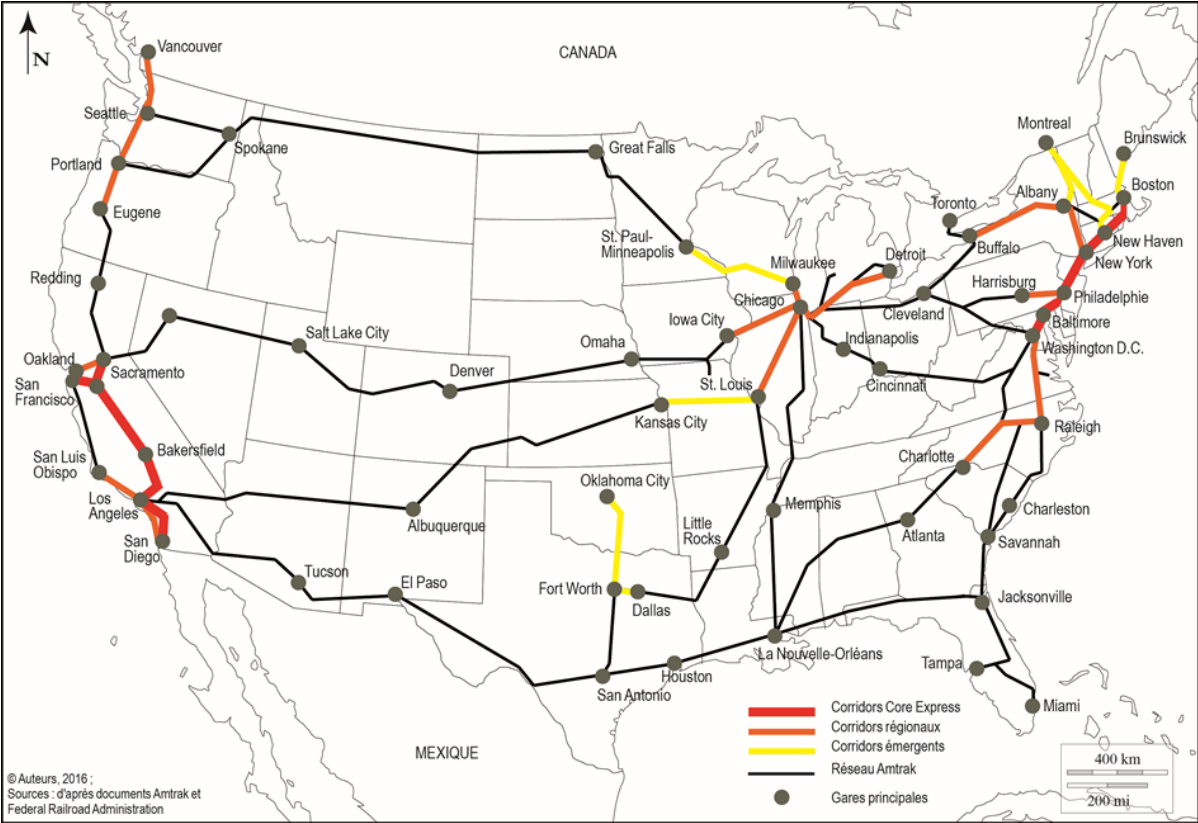 N
CANADA
Vancouver
Seattle
Spokane
Portland
Eugene
Redding
Great Falls
St. Paul-
Minneapolis
Milwaukee
Chicago
Detroit
Toronto
Buffalo
Montreal
Brunswick
Albany
Boston
New Haven
New York
Harrisburg
Philadelphie
Cleveland
Baltimore
Washington D.C.
Iowa City
Indianapolis
Cincinnati
Salt Lake City
Omaha
Denver
St. Louis
Kansas City
Oakland
Sacramento
San
Francisco
Bakersfield
San Luis
Obispo
Los
Angeles
San
Diego
Albuquerque
Tucson
El Paso
Oklahoma City
Little
Rocks
Memphis
Fort Worth
Dallas
Raleigh
Charlotte
Charleston
Atlanta
Savannah
Jacksonville
La Nouvelle-Orléans
Houston
San Antonio
Tampa
Miami
MEXIQUE
Corridors Core Express
Corridors régionaux
Corridors émergents
Réseau Amtrak
Gares principales
400 km
200 mi
© Auteurs, 2016 ;
Sources : d'après documents Amtrak et
Federal Railroad Administration